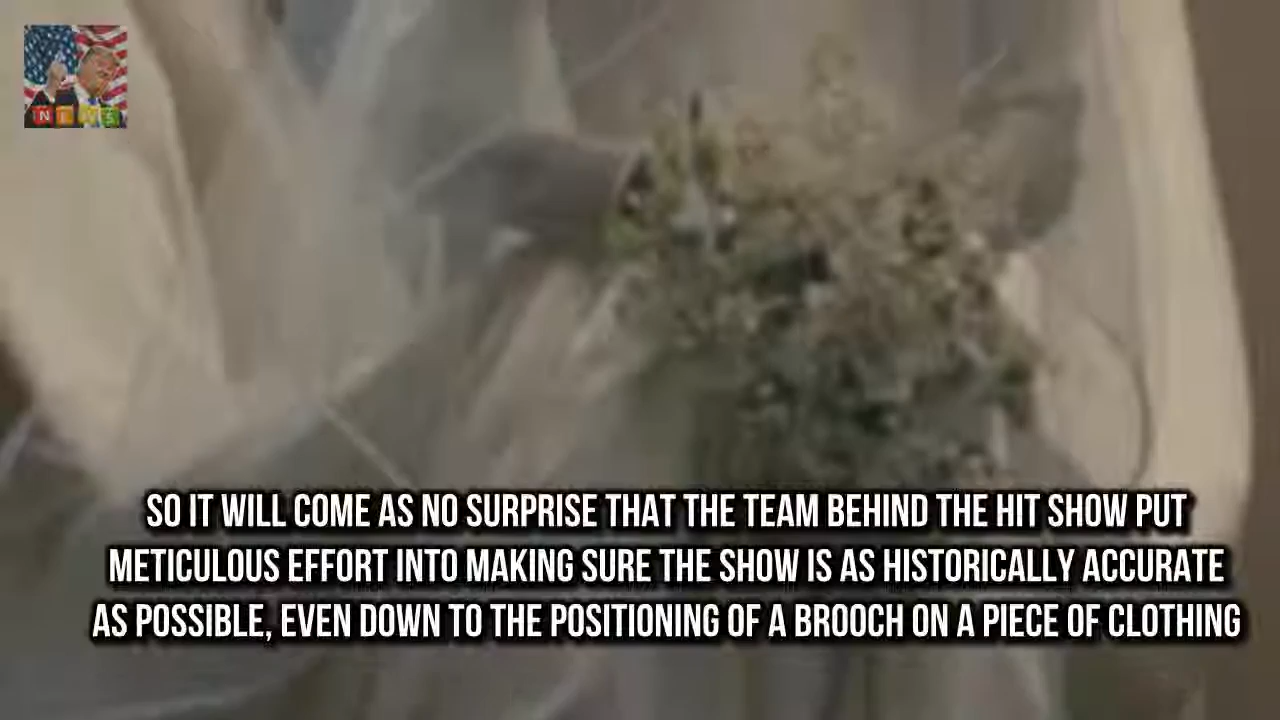 NEWS
SO IT WILL COME AS NO SURPRISE THAT THE TEAM BEHIND THE HIT SHOW PUT
METICULOUS EFFORT INTO MAKING SURE THE SHOW IS AS HISTORICALLY ACCURATE
AS POSSIBLE, EVEN DOWN TO THE POSITIONING OF A BROOCH ON A PIECE OF CLOTHING